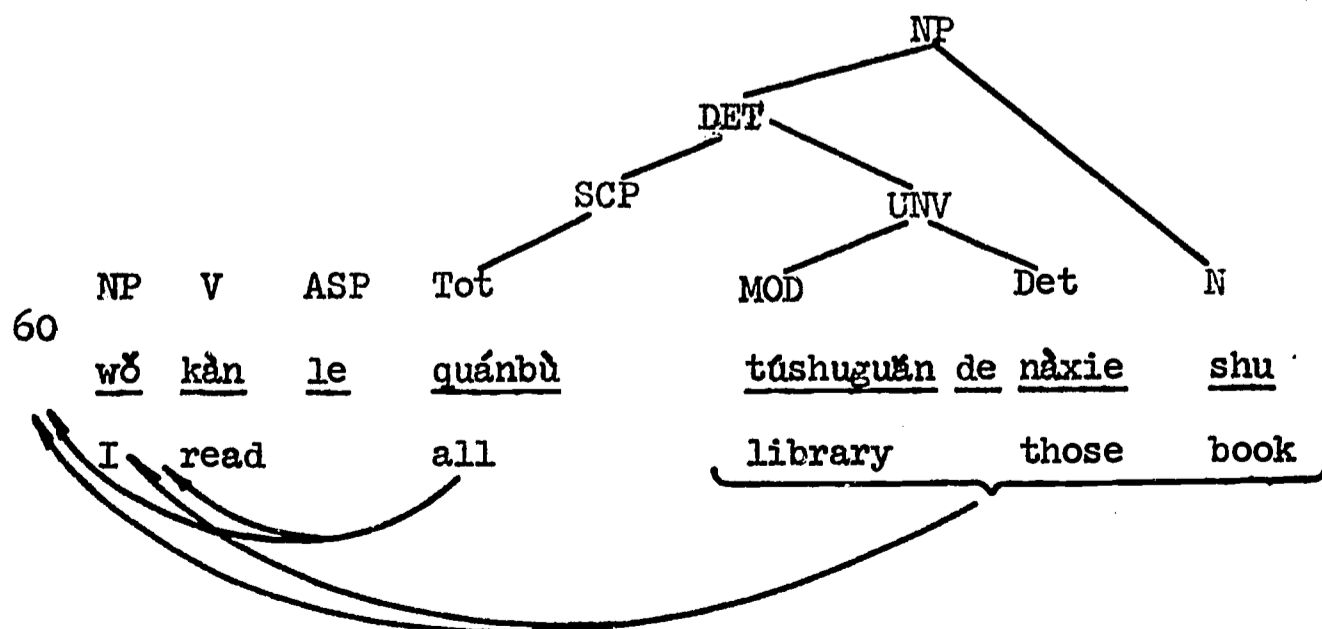 NP
DET
SCP UNV
NP V ASP Tot MOD Det N
60
wǒ kàn le quánbù túshuguǎn de nàxie shu
I read all library those book